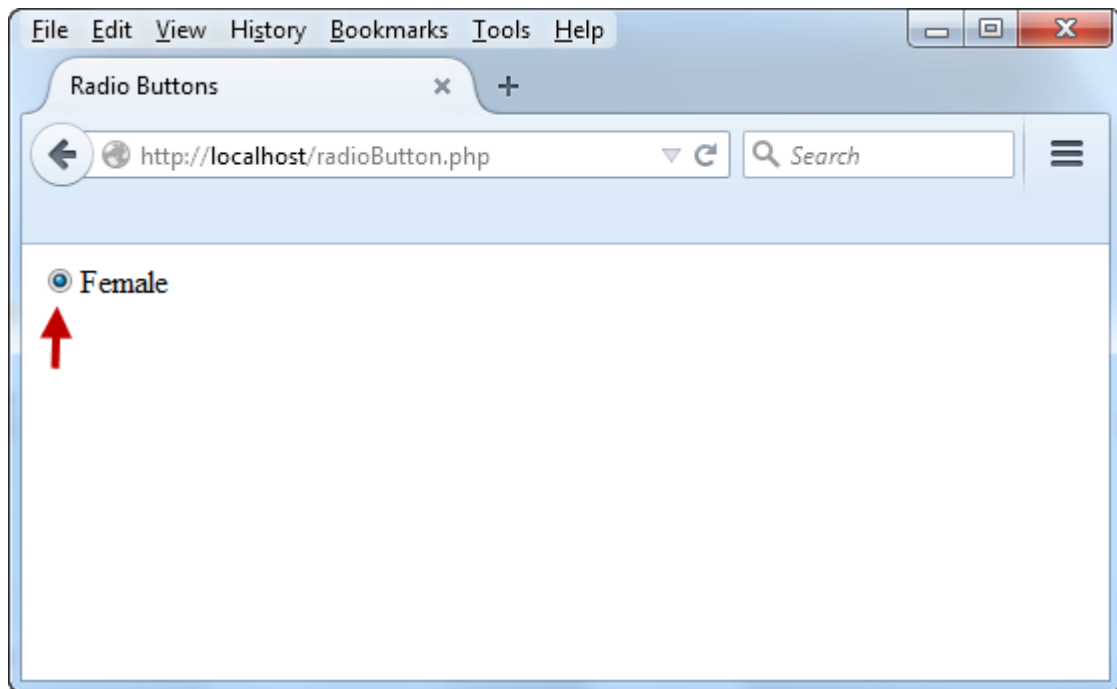 File Edit View History Bookmarks Tools Help
Radio Buttons
http://localhost/radioButton.php Search
Female